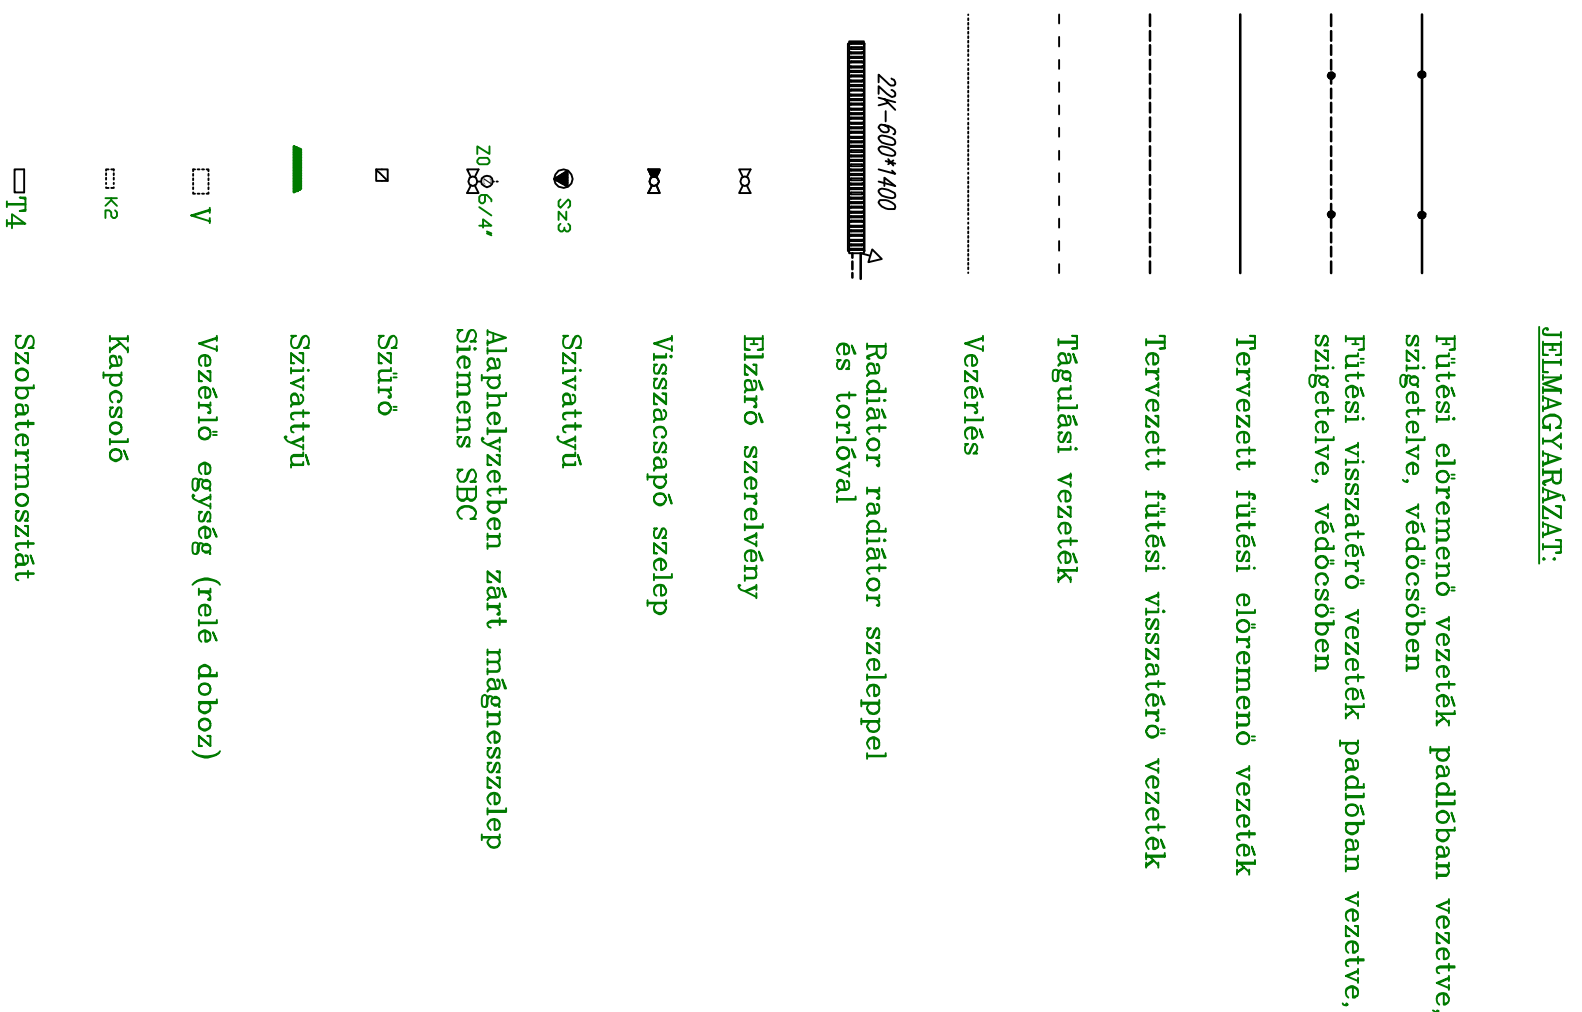 JELMAGYARÁZAT:
Fűtési előremenő vezeték padlóban vezetve,
szigetelve, védőcsőben
Fűtési visszatérő vezeték padlóban vezetve,
szigetelve, védőcsőben
Tervezett fűtési előremenő vezeték
Tervezett fűtési visszatérő vezeték
Tágulási vezeték
Vezérlés
22K-600*1400
Radiátor radiátor szeleppel
és torlóval
Elzáró szerelvény
Visszacsapó szelep
Sz3
Szivattyú
Z0
6/4"
Alaphelyzetben zárt mágnesszelep
Siemens SBC
Szűrő
Szivattyú
V
Vezérlő egység (relé doboz)
K2
Kapcsoló
T4
Szobatermosztát